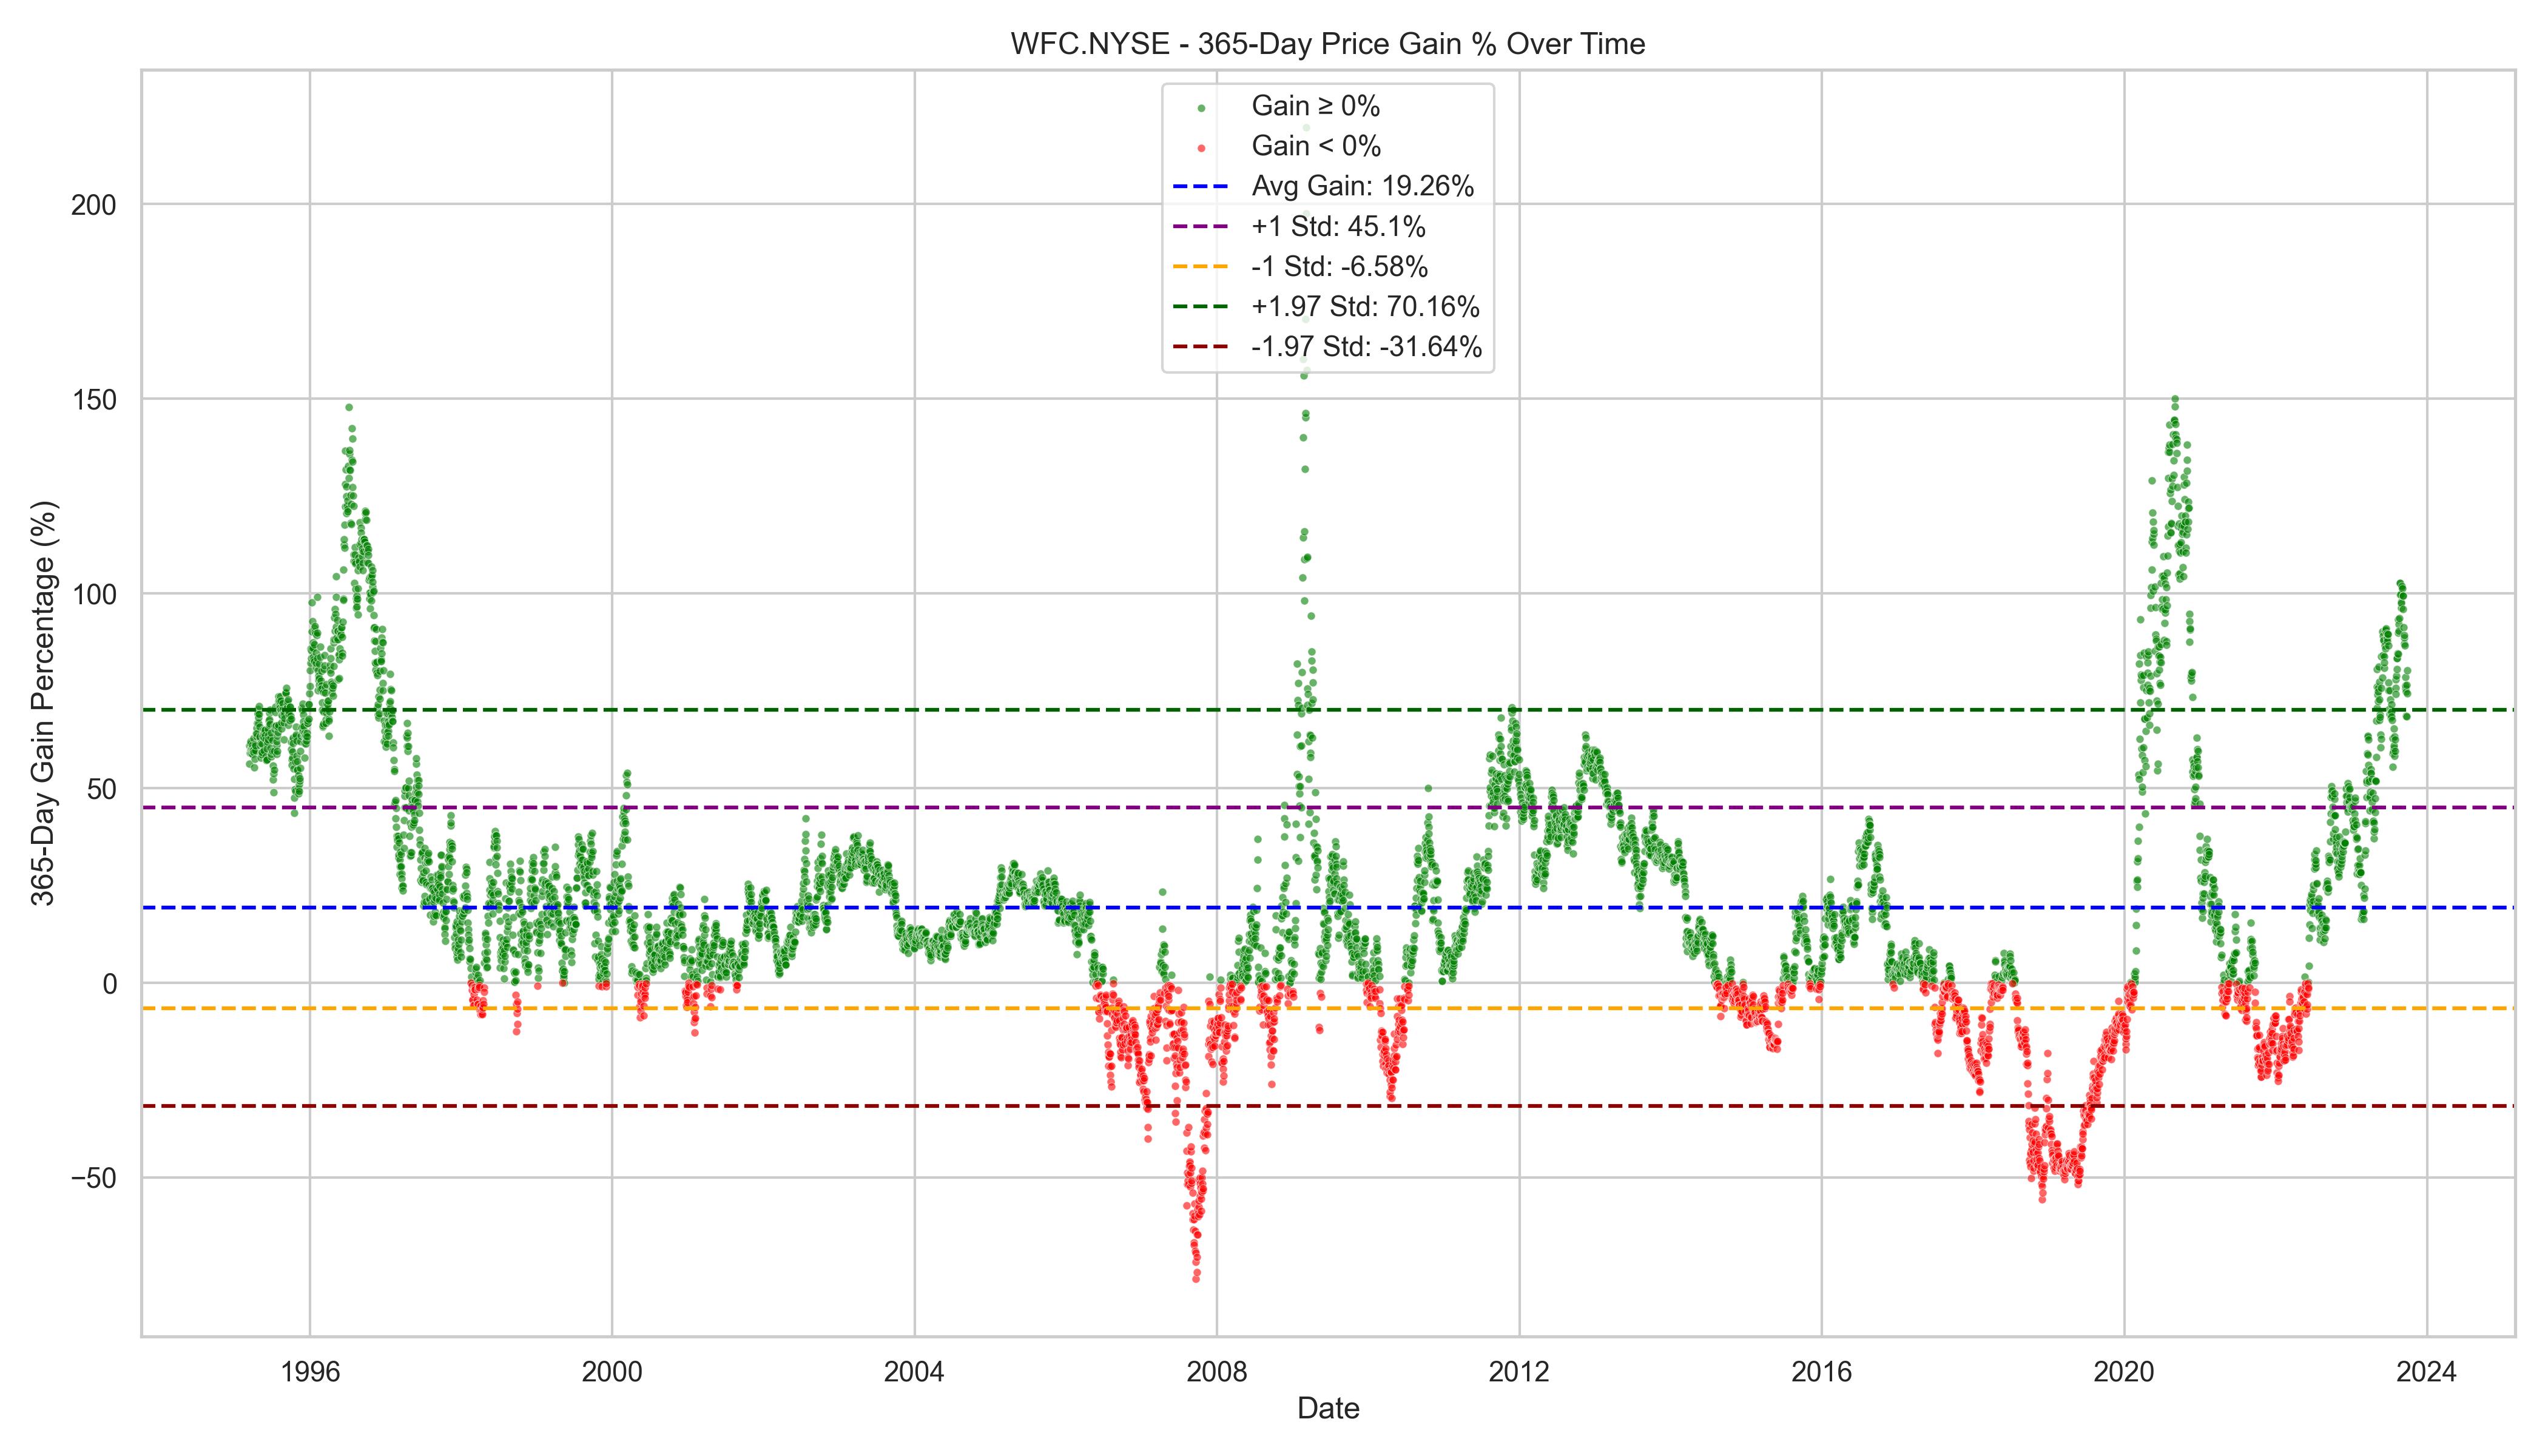 WFC.NYSE - 365-Day Price Gain % Over Time
Gain ≥ 0%
Gain < 0%
Avg Gain: 19.26%
+1 Std: 45.1%
-1 Std: -6.58%
+1.97 Std: 70.16%
-1.97 Std: -31.64%
365-Day Gain Percentage (%)
200
150
100
50
0
−50
1996
2000
2004
2008
2012
2016
2020
2024
Date